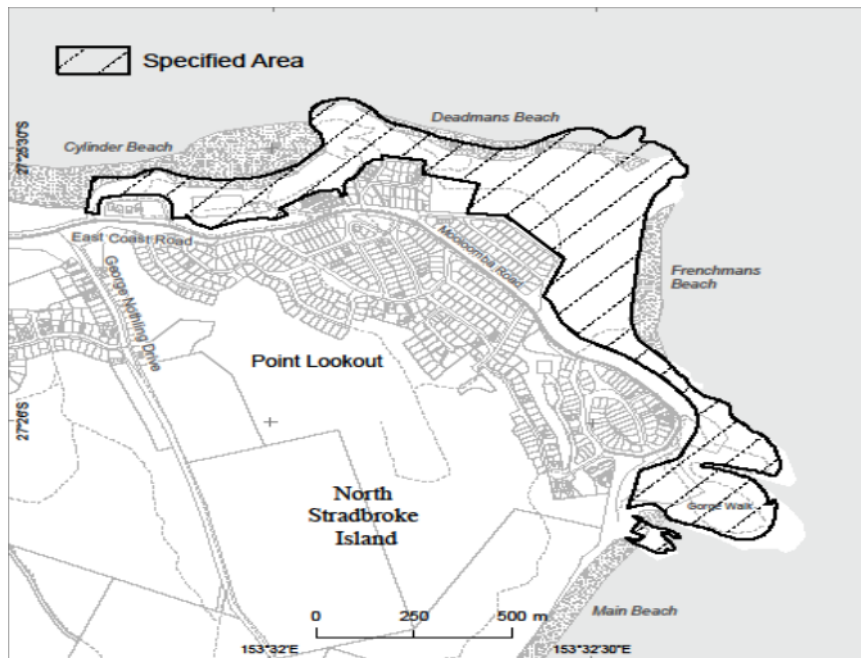 Specified Area
Deadmans Beach
Cylinder Beach
27°25'30"S
East Coast Road
Mooloomba Road
George Nothling Drive
Frenchmans
Beach
Point Lookout
27°26'S
North
Stradbroke
Island
Gorge Walk
Main Beach
0 250 500 m
153°32'E
153°32'30"E